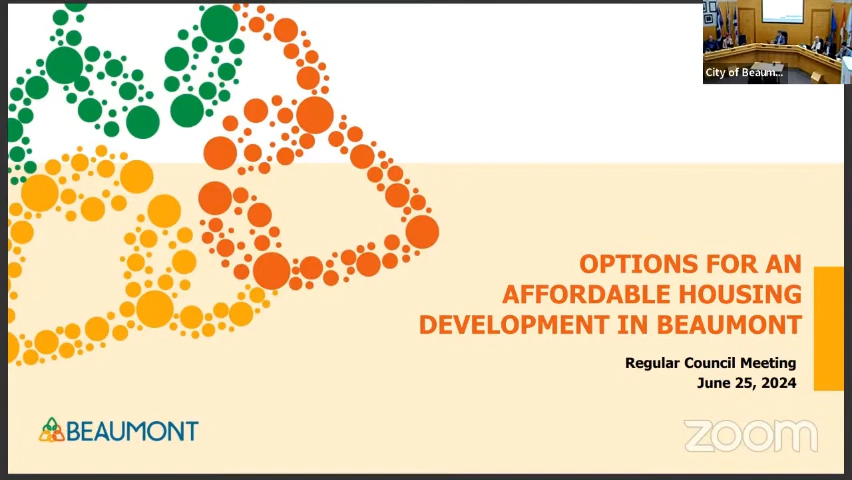 City of Beaum...
OPTIONS FOR AN
AFFORDABLE HOUSING
DEVELOPMENT IN BEAUMONT
Regular Council Meeting
June 25, 2024
BEAUMONT
zoom